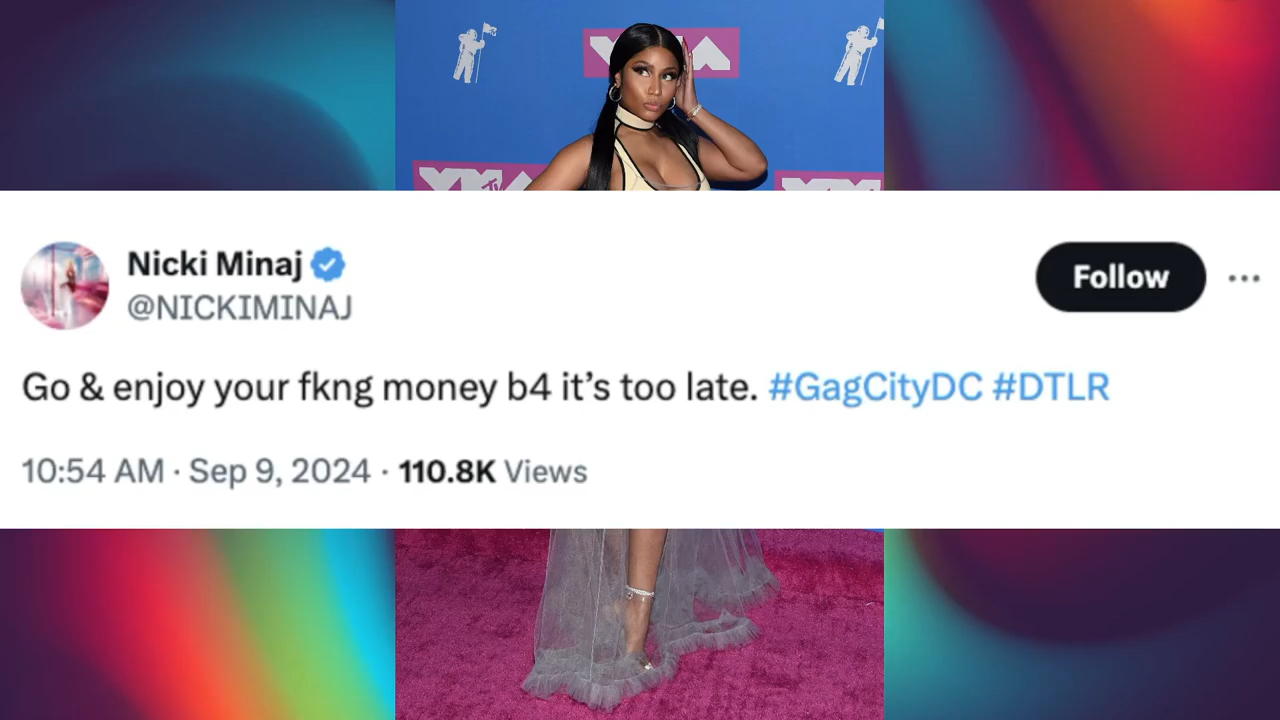 VMA
Nicki Minaj
@NICKIMINAJ
Follow
Go & enjoy your fkng money b4 it’s too late. #GagCityDC #DTLR
10:54 AM · Sep 9, 2024 · 110.8K Views